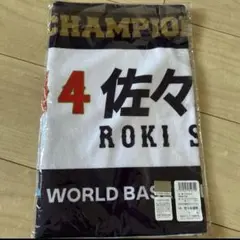 CHAMPIO
4 佐々
ROKI S
WORLD BAS